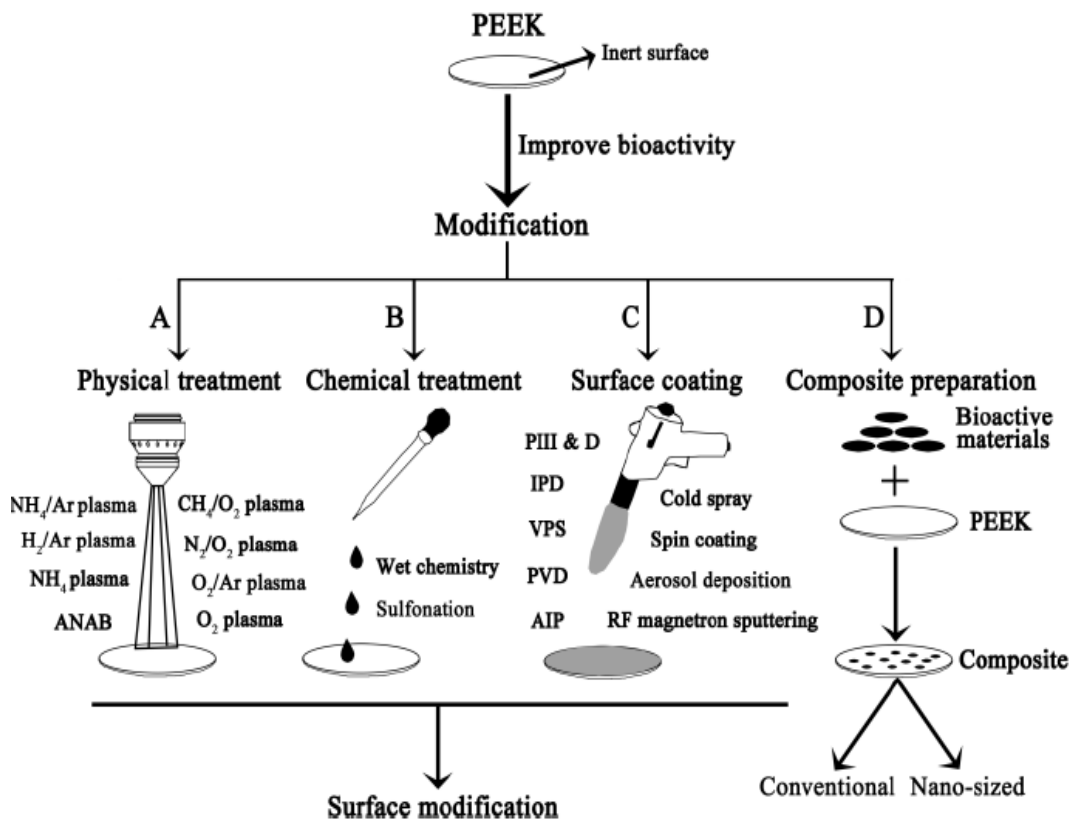 PEEK
Inert surface
Improve bioactivity
Modification
A
B
C
D
Physical treatment
NH₄/Ar plasma
H₂/Ar plasma
NH₄ plasma
ANAB
CH₄/O₂ plasma
N₂/O₂ plasma
O₂/Ar plasma
O₂ plasma
Chemical treatment
Wet chemistry
Sulfonation
Surface coating
PIII & D
IPD
VPS
PVD
AIP
Cold spray
Spin coating
Aerosol deposition
RF magnetron sputtering
Composite preparation
Bioactive
materials
+
PEEK
Composite
Conventional
Nano-sized
Surface modification